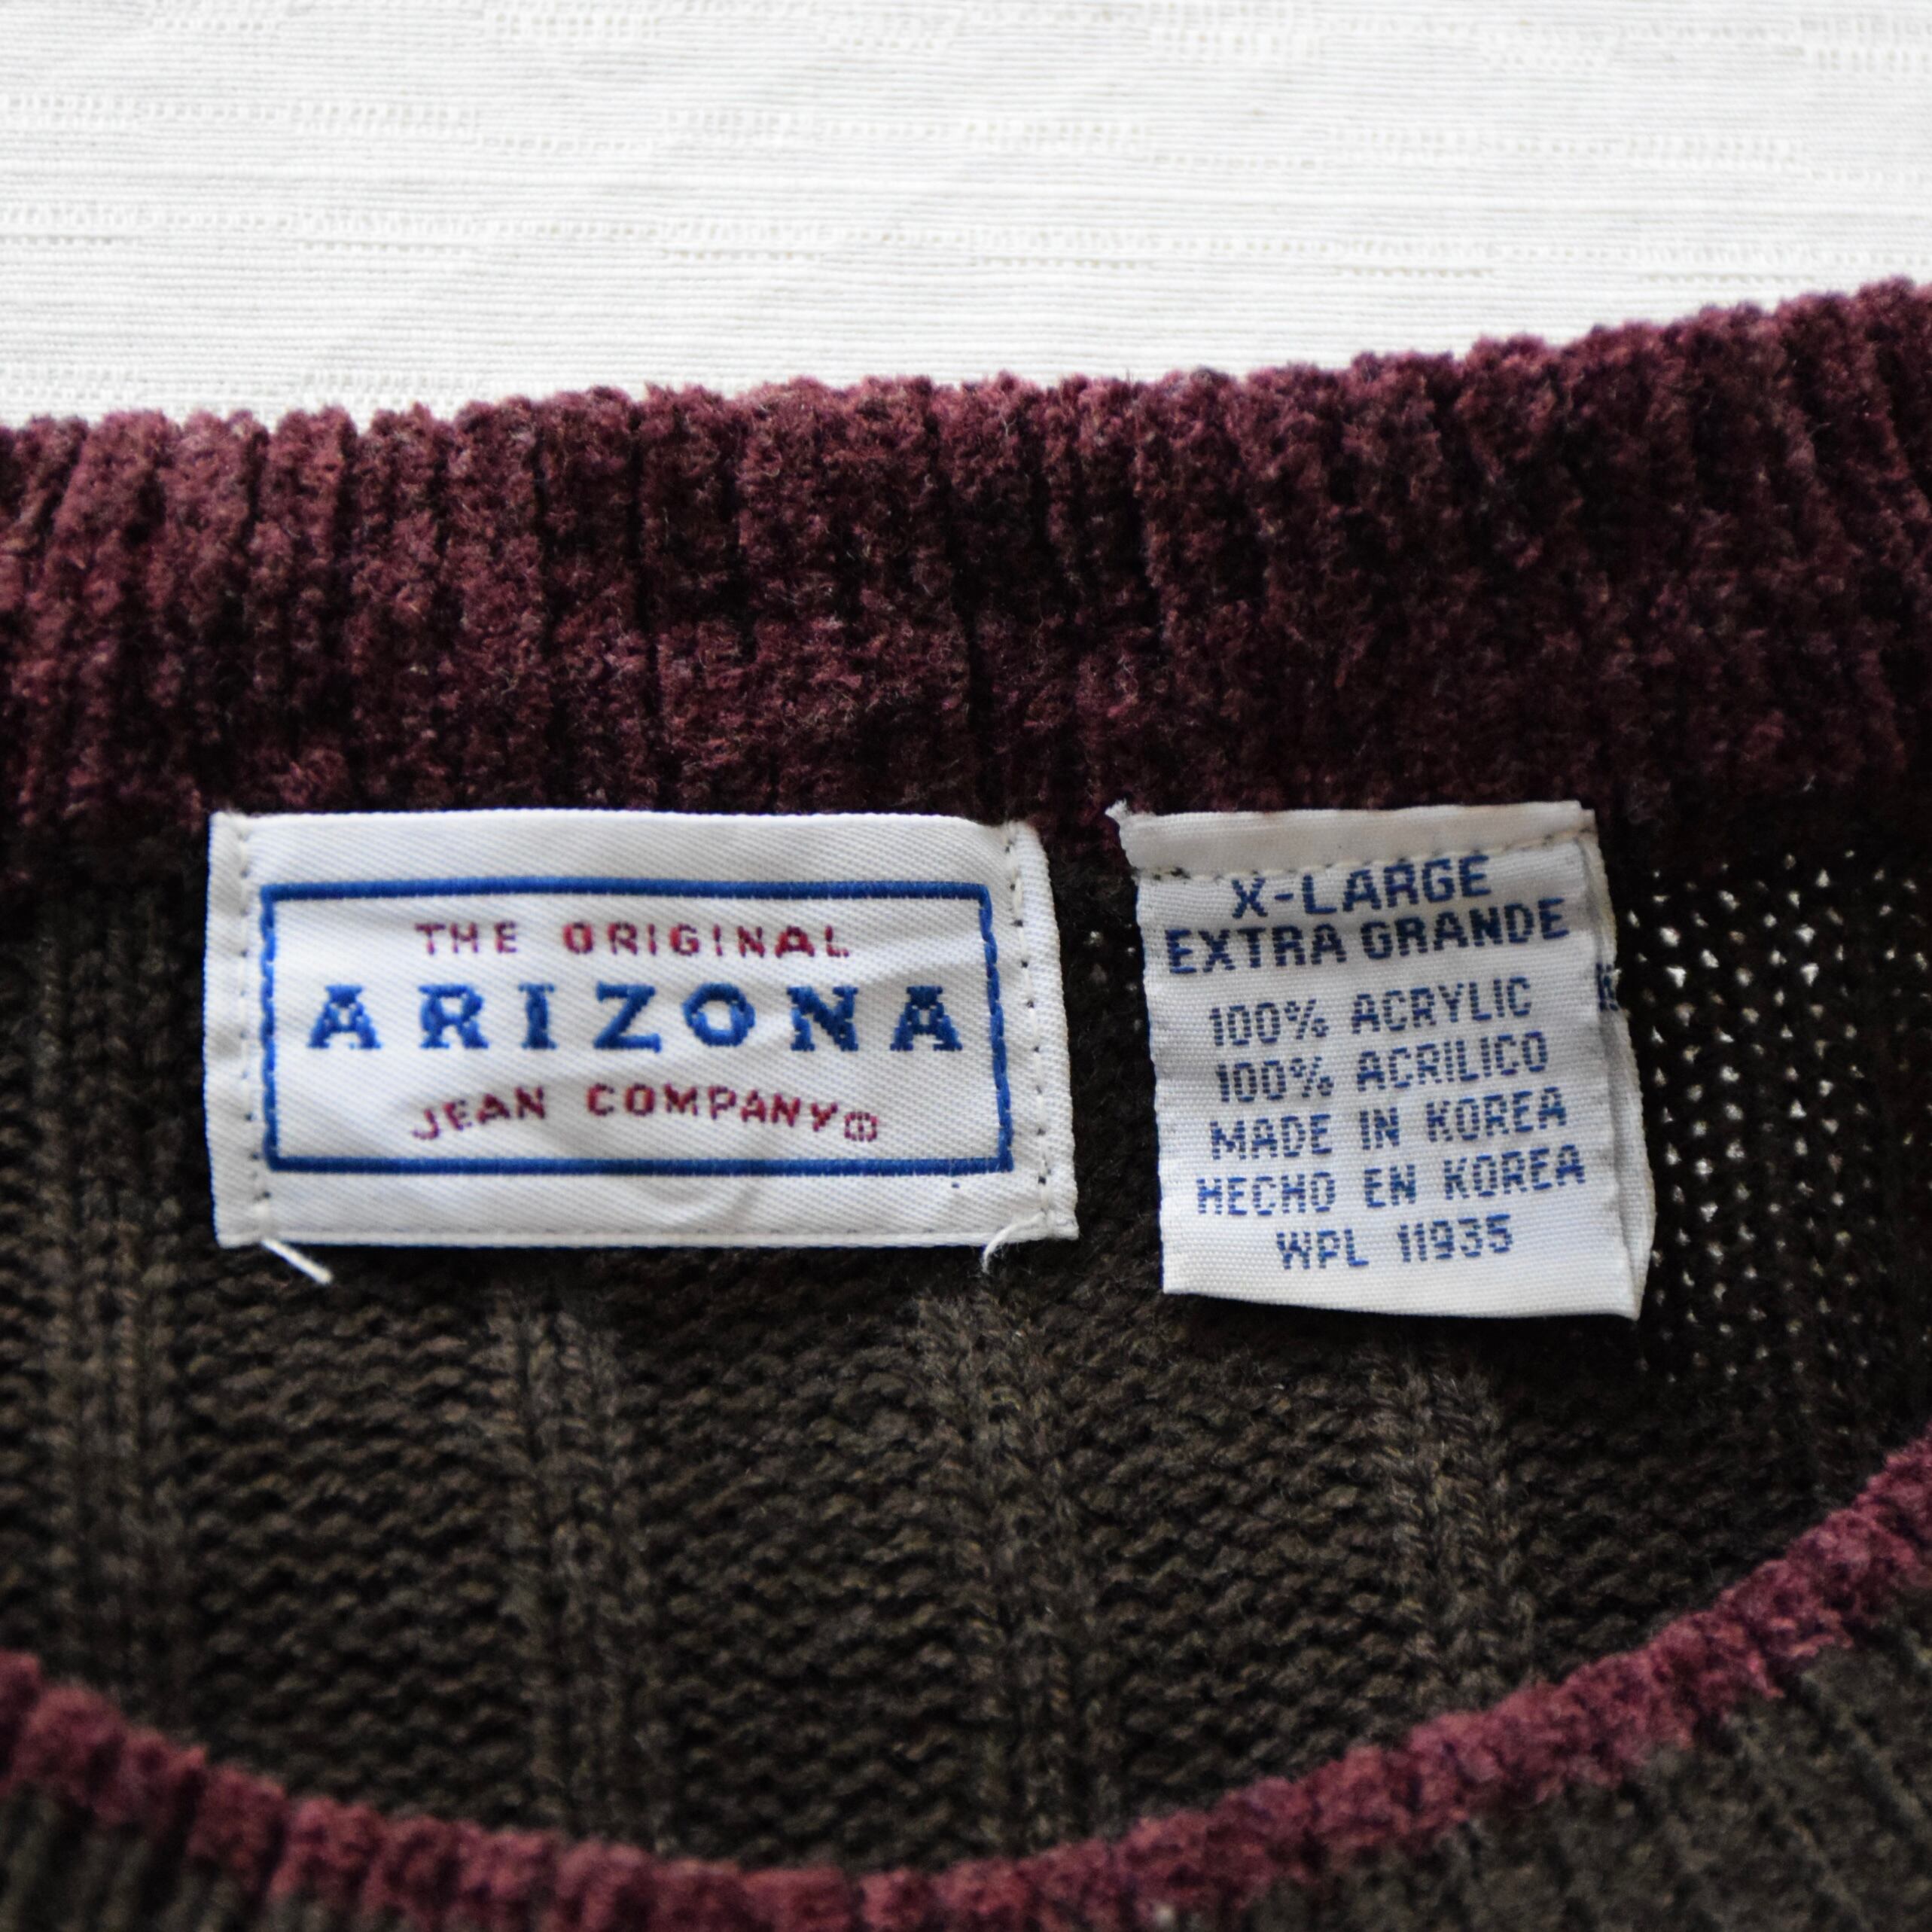 THE ORIGINAL
ARIZONA
JEAN COMPANY
X-LARGE
EXTRA GRANDE
100% ACRYLIC
100% ACRILICO
MADE IN KOREA
HECHO EN KOREA
WPL 11935